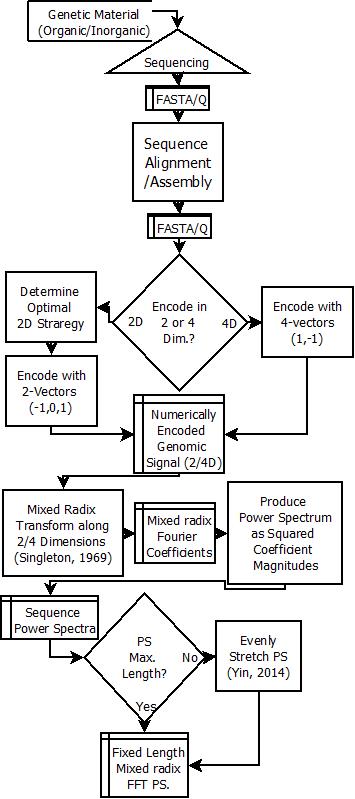 Genetic Material
(Organic/Inorganic)
Sequencing
FASTA/Q
Sequence
Alignment
/Assembly
FASTA/Q
Encode in
2 or 4
Dim.?
2D
4D
Determine
Optimal
2D Straregy
Encode with
4-vectors
(1,-1)
Encode with
2-Vectors
(-1,0,1)
Numerically
Encoded
Genomic
Signal (2/4D)
Mixed Radix
Transform along
2/4 Dimensions
(Singleton, 1969)
Mixed radix
Fourier
Coefficients
Produce
Power Spectrum
as Squared
Coefficient
Magnitudes
Sequence
Power Spectra
PS
Max.
Length?
No
Yes
Evenly
Stretch PS
(Yin, 2014)
Fixed Length
Mixed radix
FFT PS.